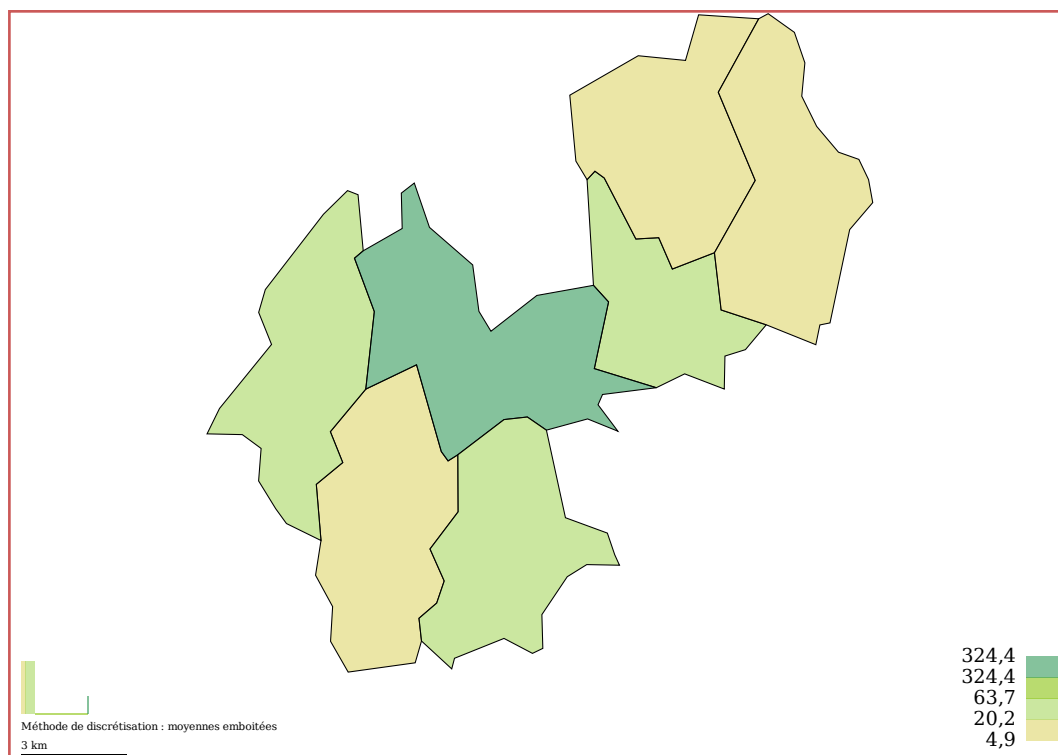 324,4
324,4
63,7
20,2
4,9
Méthode de discrétisation : moyennes emboitées
3 km